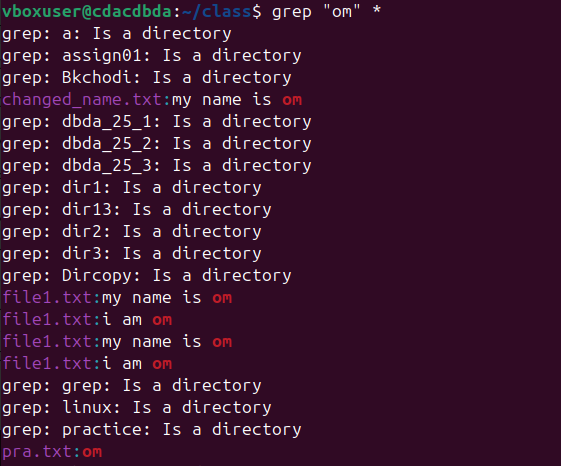 vboxuser@cdacdbda:~/class$ grep "om" *
grep: a: Is a directory
grep: assign01: Is a directory
grep: Bkchodi: Is a directory
changed_name.txt:my name is om
grep: dbda_25_1: Is a directory
grep: dbda_25_2: Is a directory
grep: dbda_25_3: Is a directory
grep: dir1: Is a directory
grep: dir13: Is a directory
grep: dir2: Is a directory
grep: dir3: Is a directory
grep: Dircopy: Is a directory
file1.txt:my name is om
file1.txt:i am om
file1.txt:my name is om
file1.txt:i am om
grep: grep: Is a directory
grep: linux: Is a directory
grep: practice: Is a directory
pra.txt:om